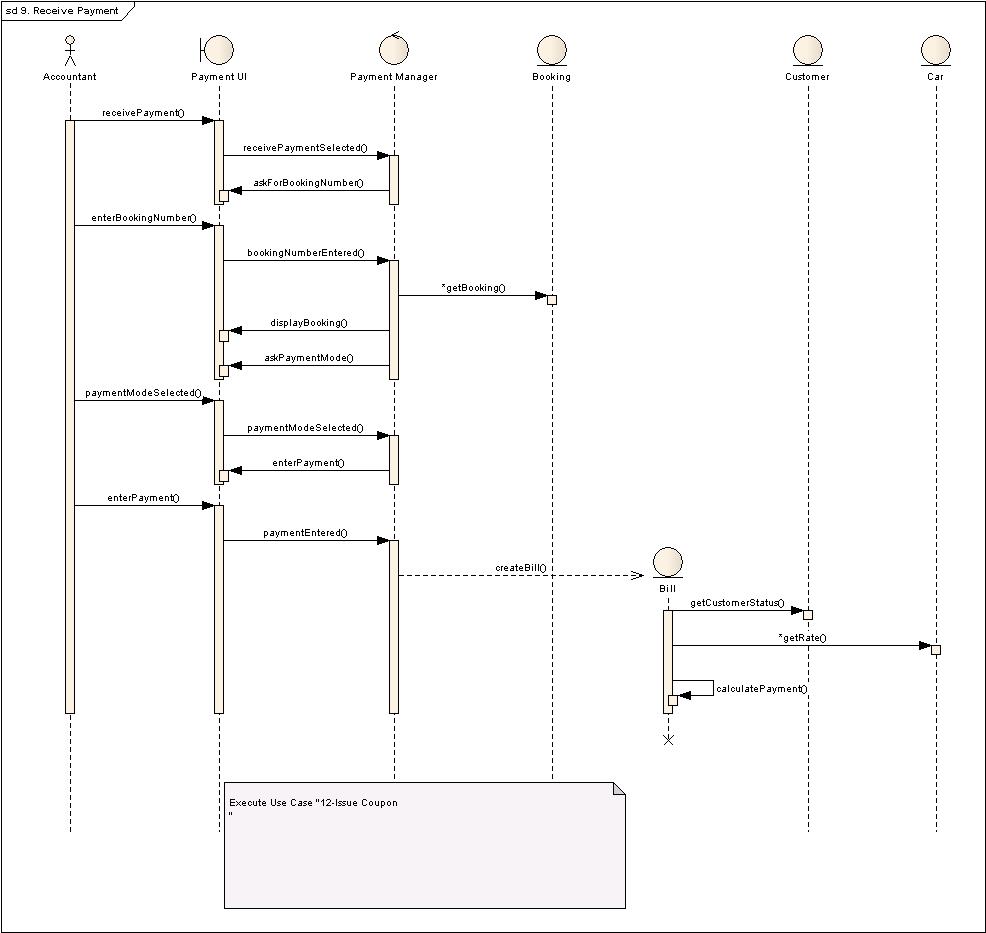 sd 9. Receive Payment
Accountant
Payment UI
Payment Manager
Booking
Customer
Car
receivePayment()
receivePaymentSelected()
askForBookingNumber()
enterBookingNumber()
bookingNumberEntered()
*getBooking()
displayBooking()
askPaymentMode()
paymentModeSelected()
paymentModeSelected()
enterPayment()
enterPayment()
paymentEntered()
createBill()
Bill
getCustomerStatus()
*getRate()
calculatePayment()
Execute Use Case "12-Issue Coupon
"